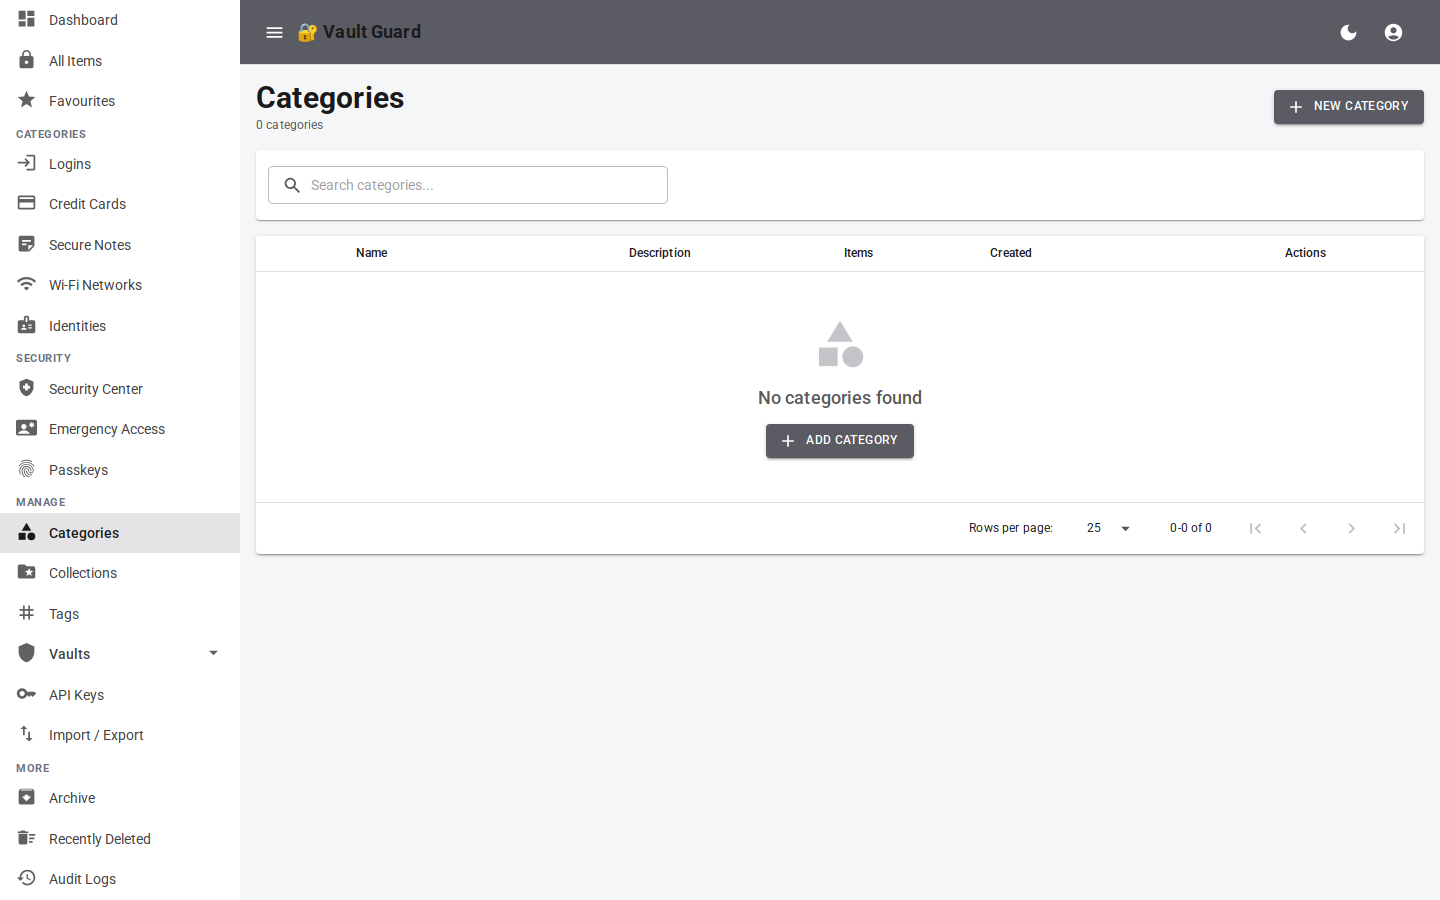 Dashboard
All Items
Favourites
CATEGORIES
Logins
Credit Cards
Secure Notes
Wi-Fi Networks
Identities
SECURITY
Security Center
Emergency Access
Passkeys
MANAGE
Categories
Collections
Tags
Vaults
API Keys
Import / Export
MORE
Archive
Recently Deleted
Audit Logs
Vault Guard
Categories
0 categories
NEW CATEGORY
Search categories...
Name Description Items Created Actions
No categories found
ADD CATEGORY
Rows per page: 25 0-0 of 0